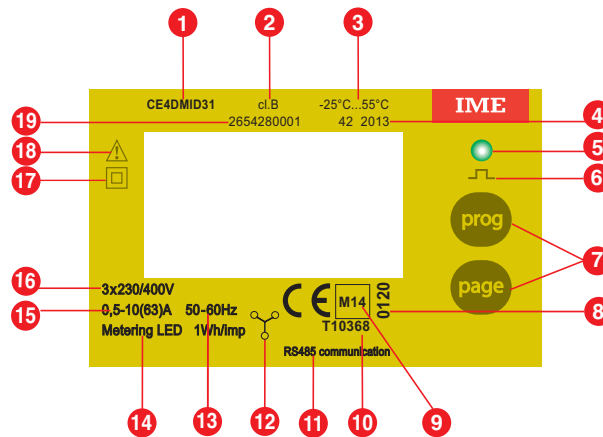 1 2 3
CE4DMID31 cl.B -25°C...55°C IME
19 2654280001 42 2013 4
18 5
17 6
prog
7
page
16 3x230/400V
15 0,5-10(63)A 50-60Hz 0120 8
M14
Metering LED 1Wh/imp T10368
RS485 communication
14 13 12 11 10 9